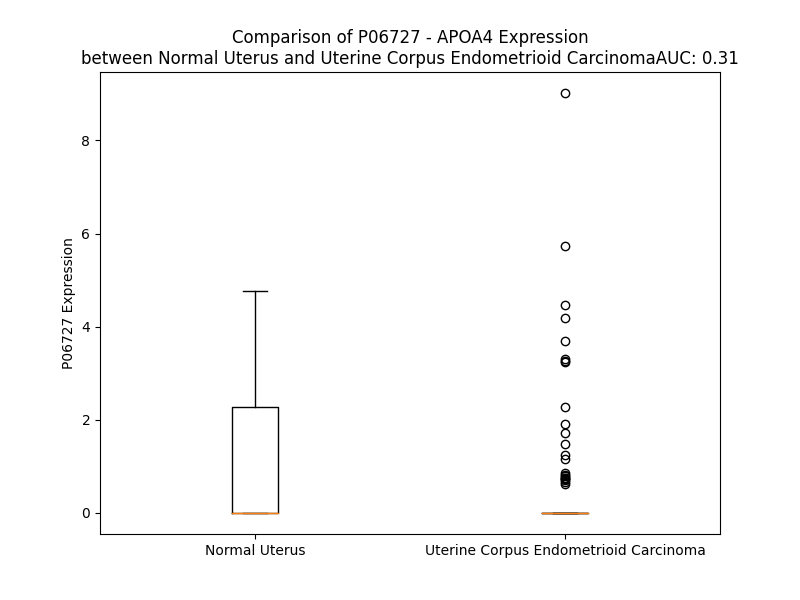 Comparison of P06727 - APOA4 Expression
between Normal Uterus and Uterine Corpus Endometrioid CarcinomaAUC: 0.31
8
6
4
2
0
P06727 Expression
Normal Uterus
Uterine Corpus Endometrioid Carcinoma